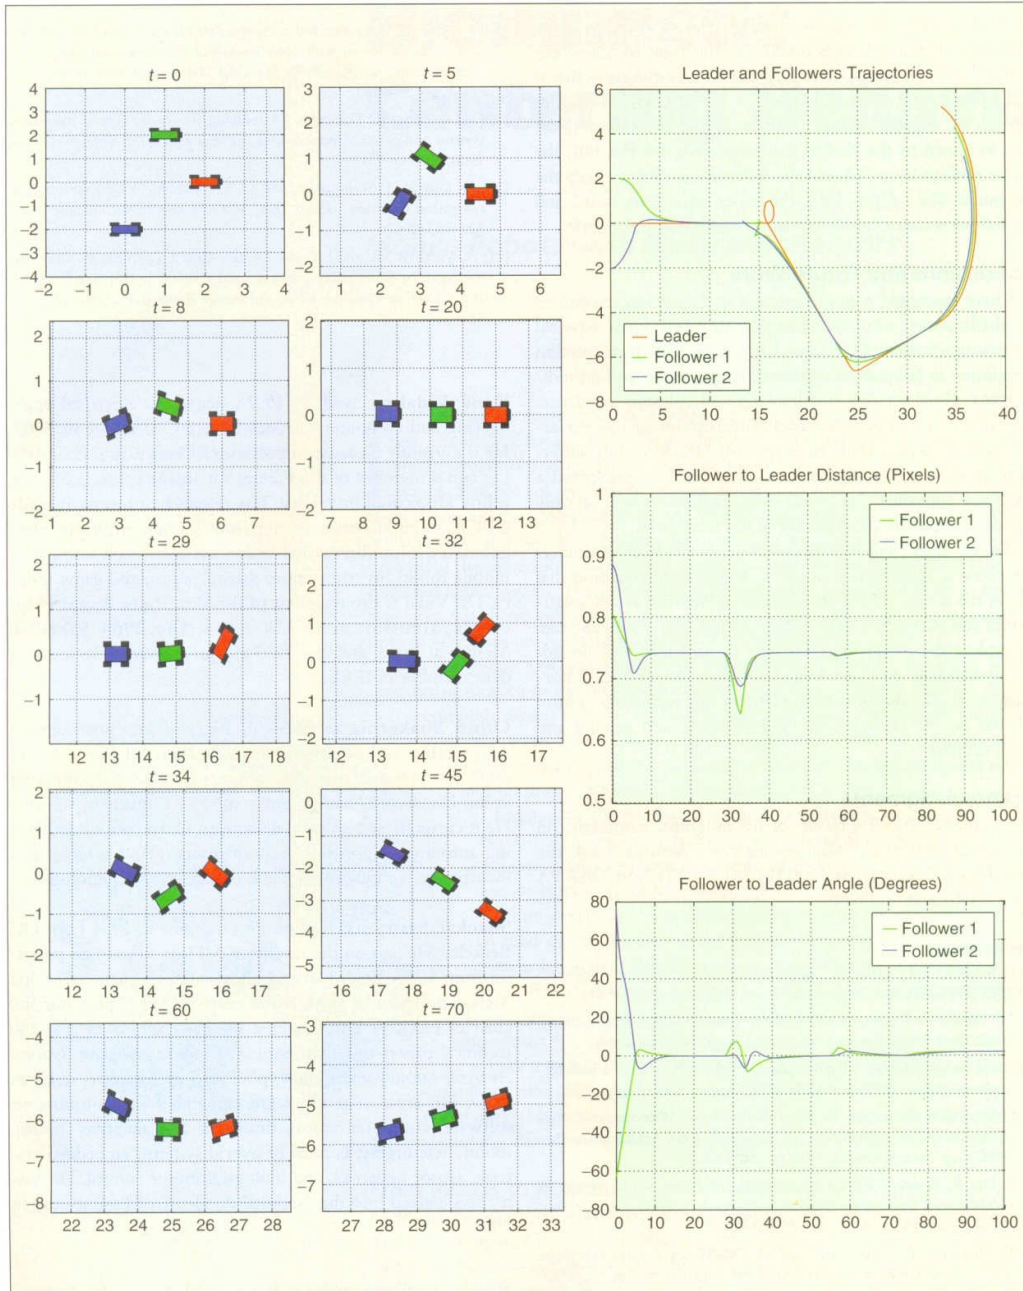 t = 0
4
3
2
1
0
−1
−2
−3
−4
−2 −1 0 1 2 3 4
t = 5
3
2
1
0
−1
−2
1 2 3 4 5 6
t = 8
2
1
0
−1
−2
1 2 3 4 5 6 7
t = 20
2
1
0
−1
−2
7 8 9 10 11 12 13
t = 29
2
1
0
−1
12 13 14 15 16 17 18
t = 32
2
1
0
−1
−2
12 13 14 15 16 17
t = 34
2
1
0
−1
−2
12 13 14 15 16 17
t = 45
0
−1
−2
−3
−4
−5
16 17 18 19 20 21 22
t = 60
−4
−5
−6
−7
−8
22 23 24 25 26 27 28
t = 70
−3
−4
−5
−6
−7
27 28 29 30 31 32 33
Leader and Followers Trajectories
6
4
2
0
−2
−4
−6
−8
0 5 10 15 20 25 30 35 40
Leader
Follower 1
Follower 2
Follower to Leader Distance (Pixels)
1
0.9
0.8
0.7
0.6
0.5
0 10 20 30 40 50 60 70 80 90 100
Follower 1
Follower 2
Follower to Leader Angle (Degrees)
80
60
40
20
0
−20
−40
−60
−80
0 10 20 30 40 50 60 70 80 90 100
Follower 1
Follower 2